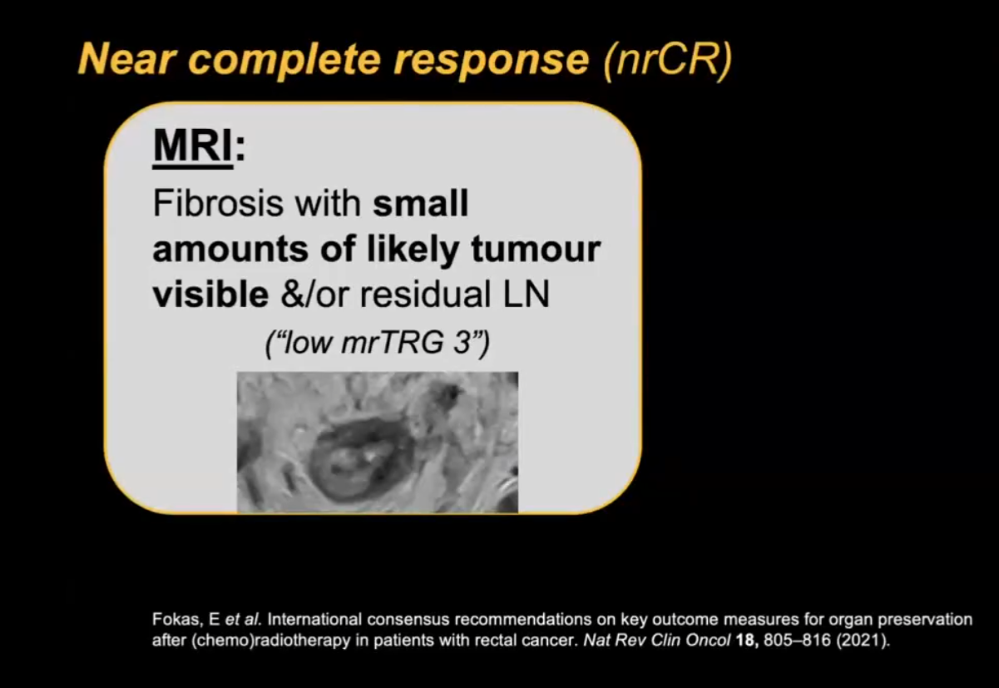 Near complete response (nrCR)
MRI:
Fibrosis with small
amounts of likely tumour
visible &/or residual LN
(“low mrTRG 3”)
Fokas, E et al. International consensus recommendations on key outcome measures for organ preservation
after (chemo)radiotherapy in patients with rectal cancer. Nat Rev Clin Oncol 18, 805–816 (2021).